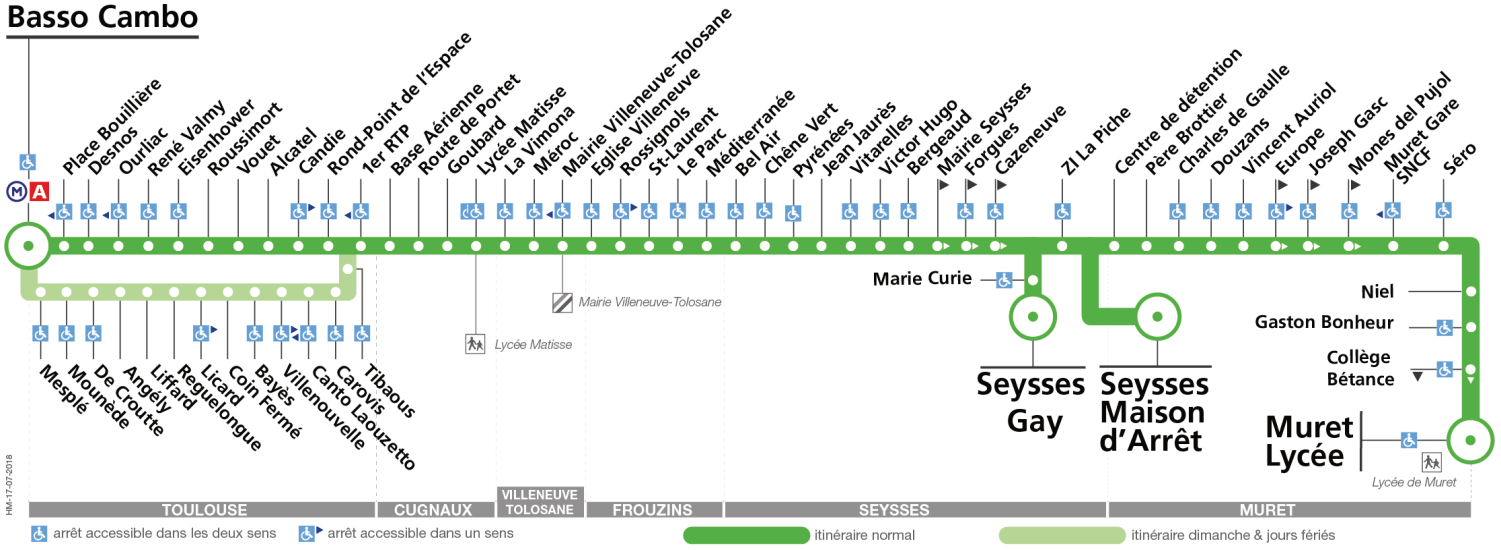 Basso Cambo
M
A
Place Bouillière
Desnos
Ourliac
René Valmy
Eisenhower
Roussimort
Vouet
Alcatel
Candie
Rond-Point de l'Espace
1er RTP
Base Aérienne
Route de Portet
Goubard
Lycée Matisse
La Vimona
Méroc
Mairie Villeneuve-Tolosane
Eglise Villeneuve
Rossignols
St-Laurent
Le Parc
Méditerranée
Bel Air
Chêne Vert
Pyrénées
Jean Jaurès
Vitarelles
Victor Hugo
Bergeaud
Mairie Seysses
Forgues
Cazeneuve
ZI La Piche
Centre de détention
Père Brottier
Charles de Gaulle
Douzans
Vincent Auriol
Europe
Joseph Gasc
Mones del Pujol
Muret Gare
SNCF
Séro
Marie Curie
Niel
Mairie Villeneuve-Tolosane
Gaston Bonheur
Lycée Matisse
Collège
Bétance
Mesplé
Mounède
De Croutte
Angély
Liffard
Reguelongue
Licard
Coin Fermé
Bayès
Villenouvelle
Canto Laouzetto
Carovis
Tibaous
Seysses
Gay
Seysses
Maison
d'Arrêt
Muret
Lycée
Lycée de Muret
HM-17-07-2018
TOULOUSE
CUGNAUX
VILLENEUVE
TOLOSANE
FROUZINS
SEYSSES
MURET
arrêt accessible dans les deux sens
arrêt accessible dans un sens
itinéraire normal
itinéraire dimanche & jours fériés